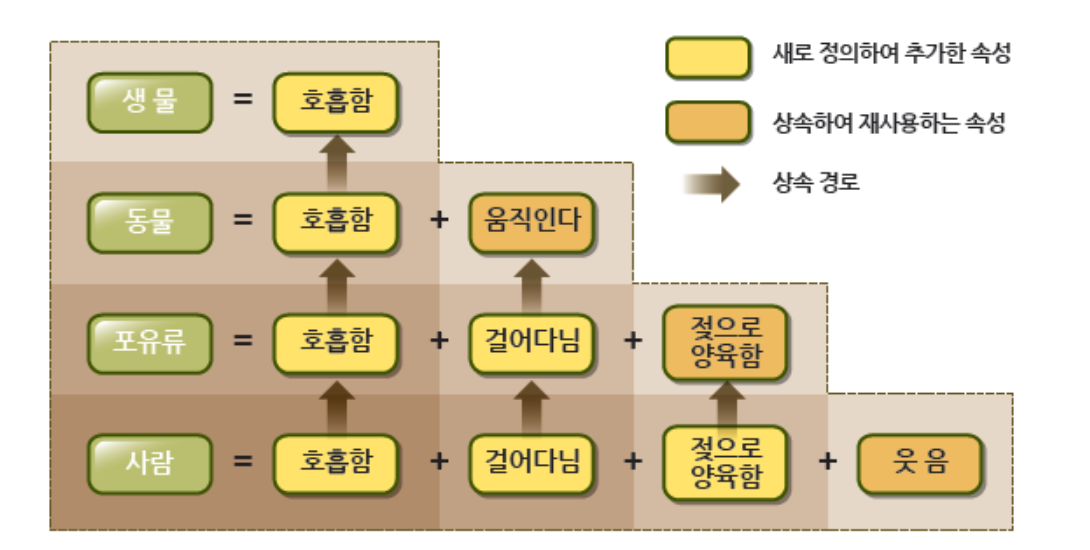 새로 정의하여 추가한 속성
상속하여 재사용하는 속성
상속 경로
생물 = 호흡함
동물 = 호흡함 + 움직인다
포유류 = 호흡함 + 걸어다님 + 젖으로 양육함
사람 = 호흡함 + 걸어다님 + 젖으로 양육함 + 웃음